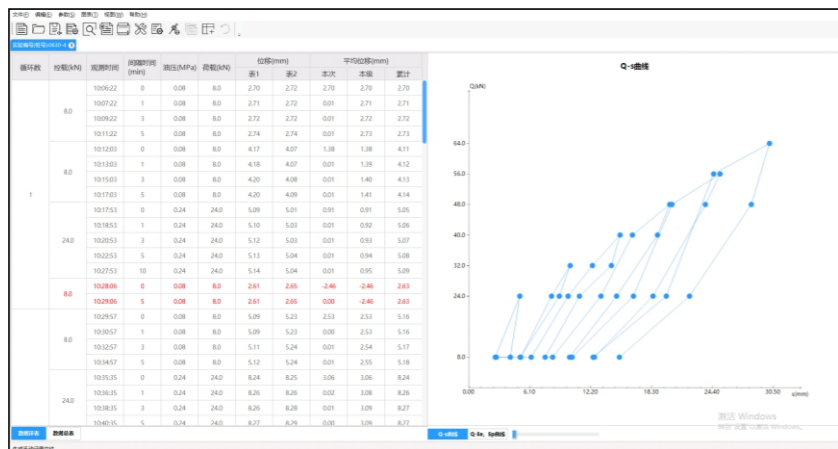 文件(F) 编辑(E) 参数(S) 图表(T) 视图(W) 帮助(H)
循环数 控载(kN) 观测时间 间隔时间(min) 油压(MPa) 荷载(kN) 位移(mm) 平均位移(mm)
表1 表2 本次 本级 累计
10:06:22 0 0.08 8.0 2.70 2.72 2.70 2.70 2.70
8.0 10:07:22 1 0.08 8.0 2.71 2.72 0.01 2.71 2.71
10:09:22 3 0.08 8.0 2.72 2.72 0.01 2.72 2.72
10:11:22 5 0.08 8.0 2.74 2.74 0.01 2.73 2.73
10:12:03 0 0.08 8.0 4.17 4.07 1.38 1.38 4.11
8.0 10:13:03 1 0.08 8.0 4.18 4.07 0.01 1.39 4.12
10:15:03 3 0.08 8.0 4.20 4.08 0.01 1.40 4.13
1 10:17:03 5 0.08 8.0 4.20 4.09 0.01 1.41 4.14
10:17:53 0 0.24 24.0 5.09 5.01 0.91 0.91 5.05
10:18:53 1 0.24 24.0 5.10 5.03 0.01 0.92 5.06
24.0 10:20:53 3 0.24 24.0 5.12 5.03 0.01 0.93 5.07
10:22:53 5 0.24 24.0 5.13 5.04 0.01 0.94 5.08
10:27:53 10 0.24 24.0 5.14 5.04 0.01 0.95 5.09
8.0 10:28:06 0 0.08 8.0 2.61 2.65 -2.46 -2.46 2.63
10:29:06 5 0.08 8.0 2.61 2.65 0.00 -2.46 2.63
10:29:57 0 0.08 8.0 5.09 5.23 2.53 2.53 5.16
8.0 10:30:57 1 0.08 8.0 5.09 5.23 0.00 2.53 5.16
10:32:57 3 0.08 8.0 5.11 5.24 0.01 2.54 5.17
10:34:57 5 0.08 8.0 5.12 5.24 0.01 2.55 5.18
10:35:35 0 0.24 24.0 8.24 8.25 3.06 3.06 8.24
24.0 10:36:35 1 0.24 24.0 8.26 8.26 0.02 3.08 8.26
10:38:35 3 0.24 24.0 8.26 8.28 0.01 3.09 8.27
10:40:35 5 0.24 24.0 8.27 8.29 0.00 3.09 8.27
数据详表 数据总表
Q-s曲线
Q(kN)
64.0
56.0
48.0
40.0
32.0
24.0
8.0
0.00 6.10 12.20 18.30 24.40 30.50 s(mm)
激活 Windows
Q-s曲线 Q-Se、Sp曲线